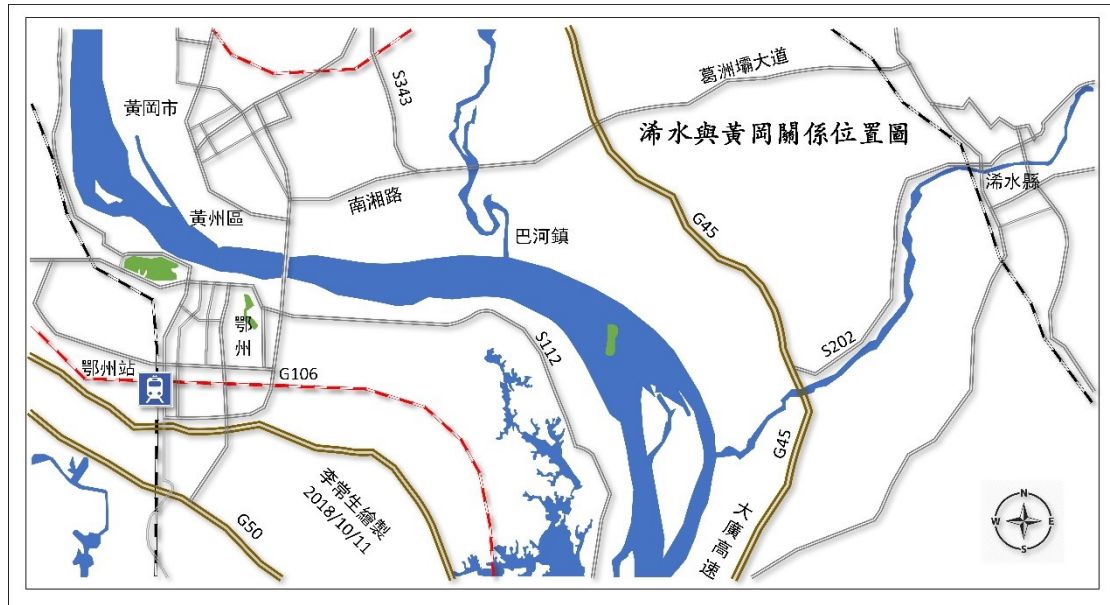 浠水與黃岡關係位置圖
黃岡市
S343
葛洲壩大道
浠水縣
南湘路
黃州區
巴河鎮
G45
鄂州
S112
S202
鄂州站
G106
G45
李常生繪製
2018/10/11
G50
大廣高速
N
W
E
S